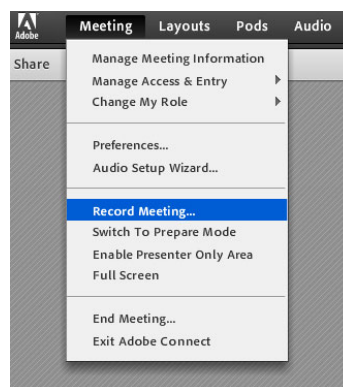 Adobe
Meeting Layouts Pods Audio
Share
Manage Meeting Information
Manage Access & Entry
Change My Role
Preferences...
Audio Setup Wizard...
Record Meeting...
Switch To Prepare Mode
Enable Presenter Only Area
Full Screen
End Meeting...
Exit Adobe Connect